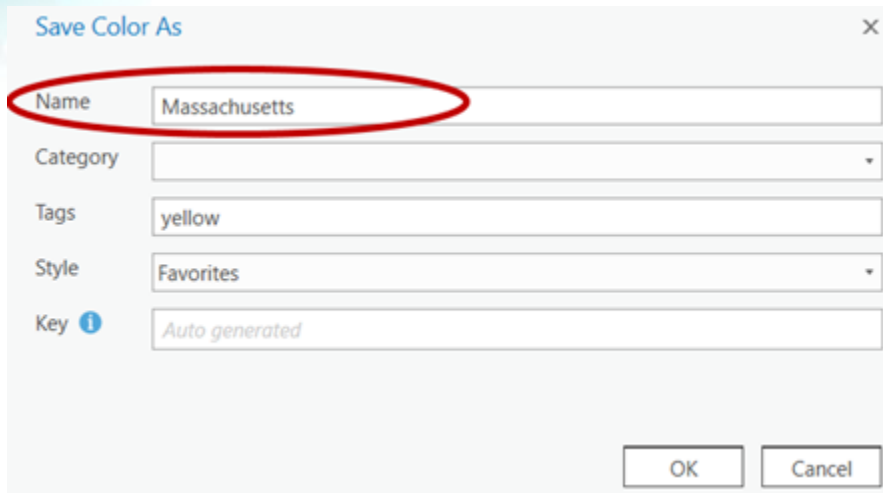 Save Color As
Name Massachusetts
Category
Tags yellow
Style Favorites
Key Auto generated
OK Cancel